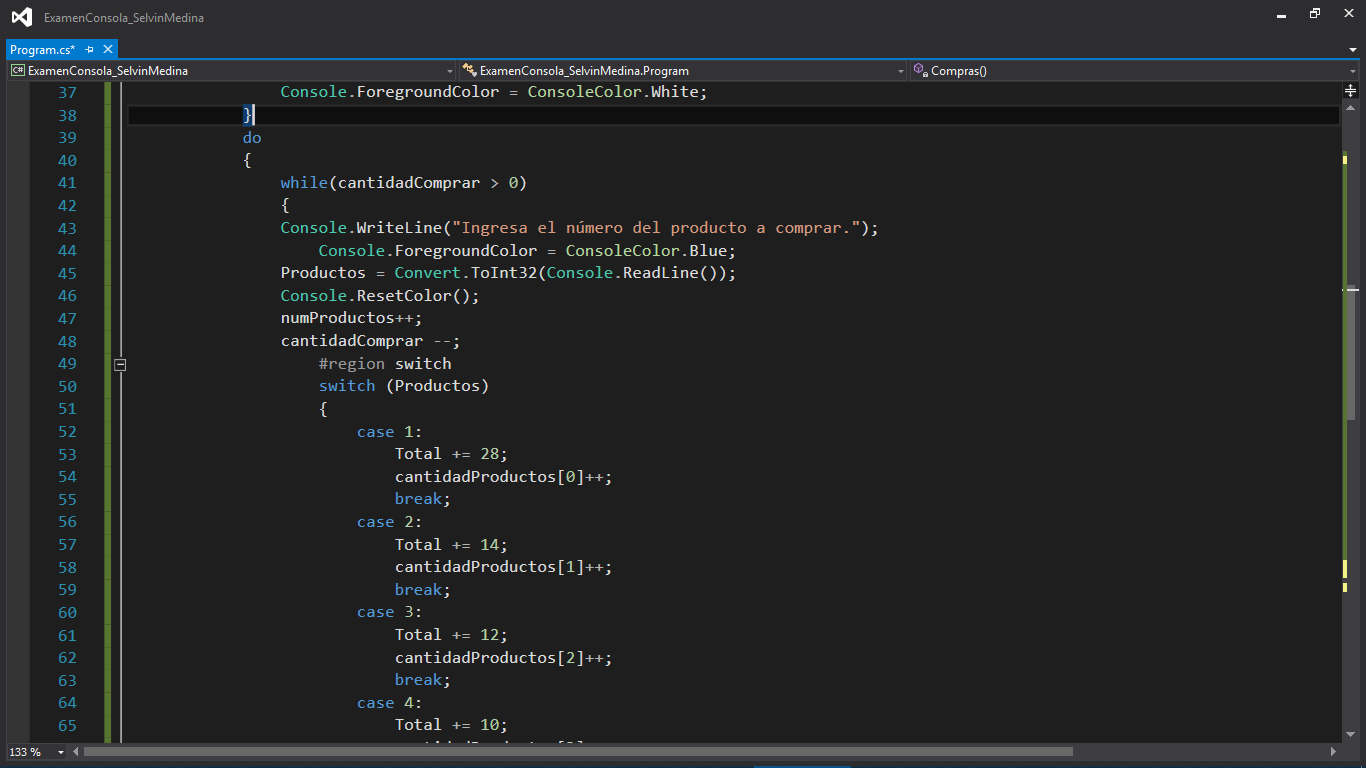 ExamenConsola_SelvinMedina
Program.cs*
ExamenConsola_SelvinMedina ExamenConsola_SelvinMedina.Program Compras()
37 Console.ForegroundColor = ConsoleColor.White;
38 }
39 do
40 {
41 while(cantidadComprar > 0)
42 {
43 Console.WriteLine("Ingresa el número del producto a comprar.");
44 Console.ForegroundColor = ConsoleColor.Blue;
45 Productos = Convert.ToInt32(Console.ReadLine());
46 Console.ResetColor();
47 numProductos++;
48 cantidadComprar --;
49 #region switch
50 switch (Productos)
51 {
52 case 1:
53 Total += 28;
54 cantidadProductos[0]++;
55 break;
56 case 2:
57 Total += 14;
58 cantidadProductos[1]++;
59 break;
60 case 3:
61 Total += 12;
62 cantidadProductos[2]++;
63 break;
64 case 4:
65 Total += 10;
133 %